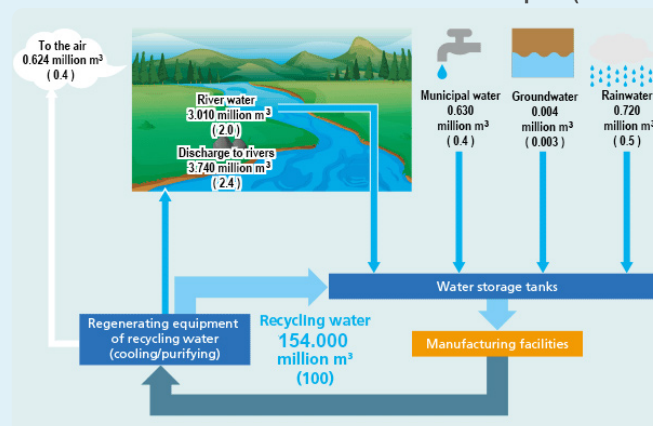 To the air
0.624 million m³
( 0.4 )
River water
3.010 million m³
( 2.0 )
Discharge to rivers
3.740 million m³
( 2.4 )
Municipal water
0.630
million m³
( 0.4 )
Groundwater
0.004
million m³
( 0.003 )
Rainwater
0.720
million m³
( 0.5 )
Water storage tanks
Regenerating equipment
of recycling water
(cooling/purifying)
Recycling water
154.000
million m³
(100)
Manufacturing facilities